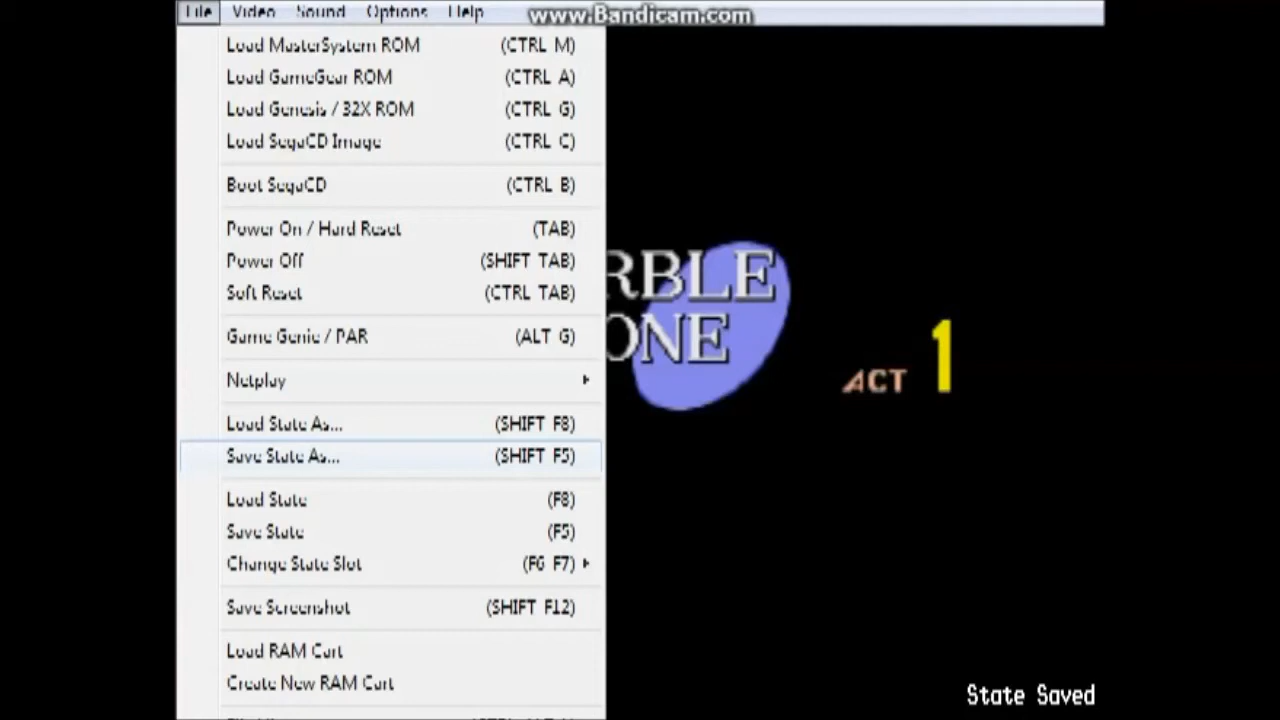 File Video Sound Options Help
www.Bandicam.com
Load MasterSystem ROM (CTRL M)
Load GameGear ROM (CTRL A)
Load Genesis / 32X ROM (CTRL G)
Load SegaCD Image (CTRL C)
Boot SegaCD (CTRL B)
Power On / Hard Reset (TAB)
Power Off (SHIFT TAB)
Soft Reset (CTRL TAB)
Game Genie / PAR (ALT G)
Netplay
Load State As... (SHIFT F8)
Save State As... (SHIFT F5)
Load State (F8)
Save State (F5)
Change State Slot (F6 F7)
Save Screenshot (SHIFT F12)
Load RAM Cart
Create New RAM Cart
RBLE
ONE
ACT 1
State Saved